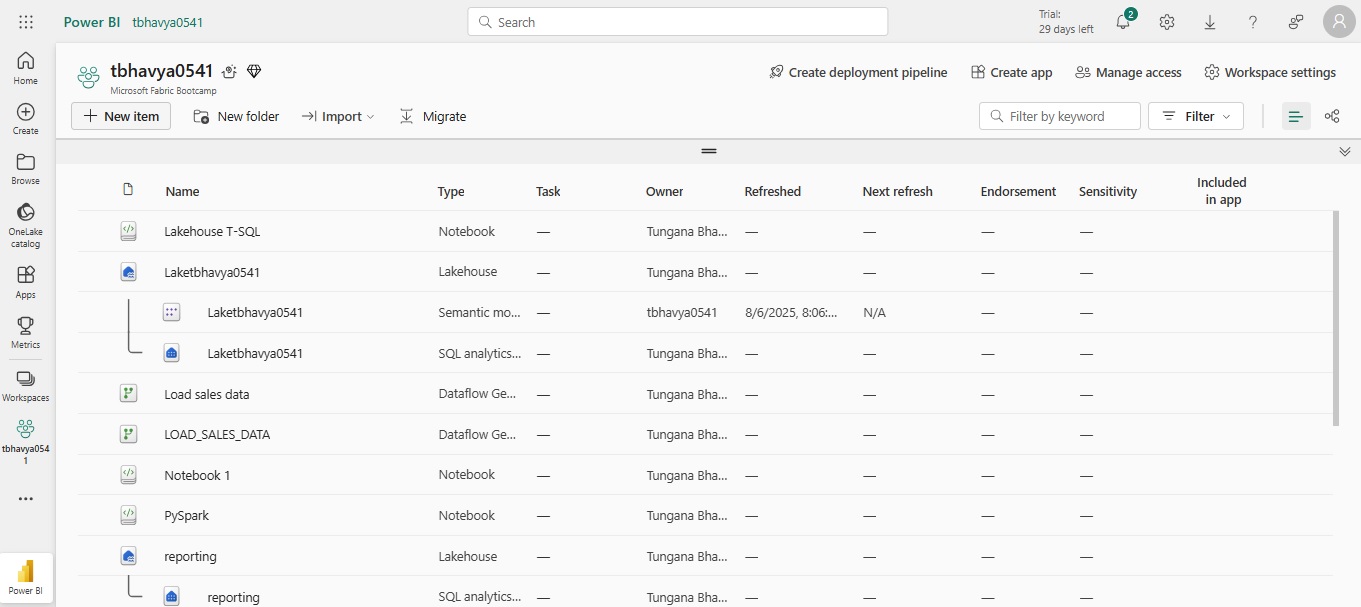 Power BI tbhavya0541 Search Trial: 29 days left 2 ?
Home
Create
Browse
OneLake catalog
Apps
Metrics
Workspaces
tbhavya0541
Power BI
tbhavya0541
Microsoft Fabric Bootcamp
Create deployment pipeline Create app Manage access Workspace settings
New item New folder Import Migrate Filter by keyword Filter
Name Type Task Owner Refreshed Next refresh Endorsement Sensitivity Included in app
Lakehouse T-SQL Notebook — Tungana Bha... — — — —
Laketbhavya0541 Lakehouse — Tungana Bha... — — — —
Laketbhavya0541 Semantic mo... — tbhavya0541 8/6/2025, 8:06:... N/A — —
Laketbhavya0541 SQL analytics... — Tungana Bha... — — — —
Load sales data Dataflow Ge... — Tungana Bha... — — — —
LOAD_SALES_DATA Dataflow Ge... — Tungana Bha... — — — —
Notebook 1 Notebook — Tungana Bha... — — — —
PySpark Notebook — Tungana Bha... — — — —
reporting Lakehouse — Tungana Bha... — — — —
reporting SQL analytics... — Tungana Bha... — — — —